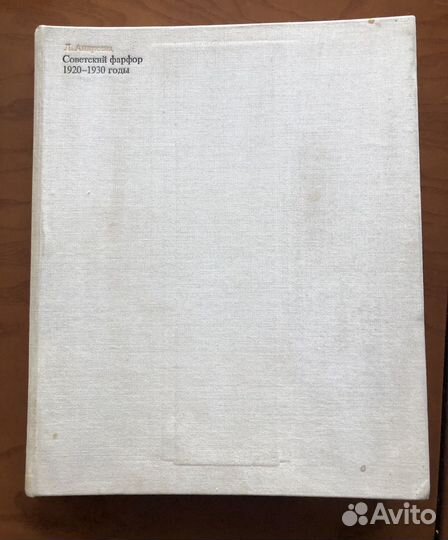 Л. Андреева
Советский фарфор
1920–1930 годы
Avito